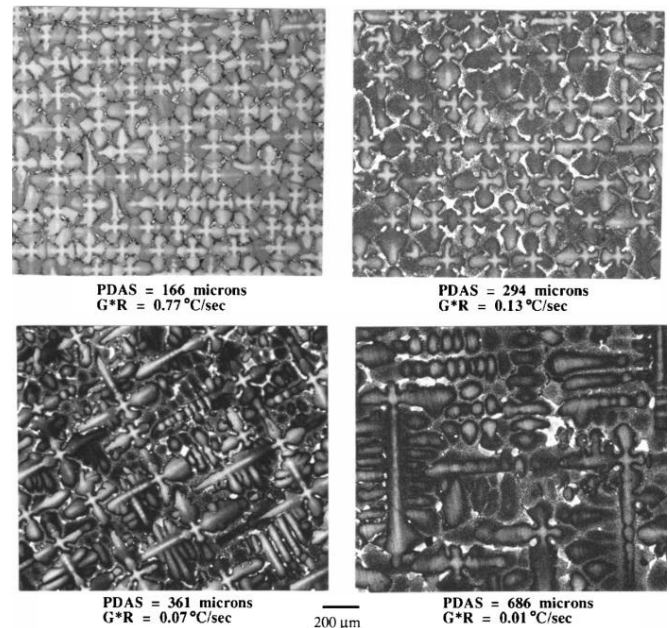 PDAS = 166 microns
G*R = 0.77 °C/sec
PDAS = 294 microns
G*R = 0.13 °C/sec
PDAS = 361 microns
G*R = 0.07 °C/sec
200 µm
PDAS = 686 microns
G*R = 0.01 °C/sec